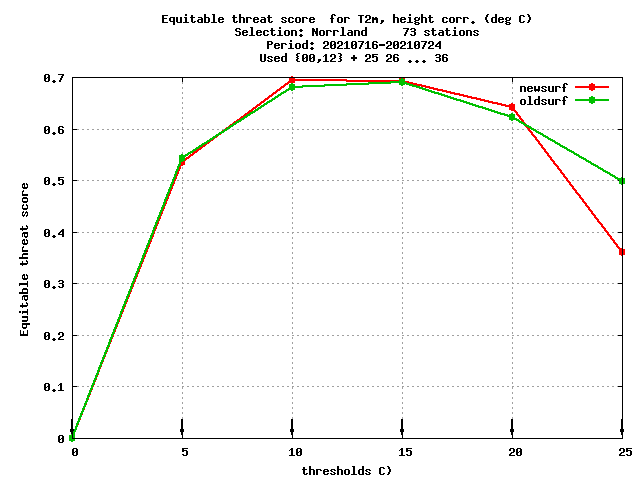 Equitable threat score  for T2m, height corr. (deg C)
Selection: Norrland     73 stations
Period: 20210716-20210724
Used {00,12} + 25 26 ... 36
newsurf
oldsurf
Equitable threat score
0.7
0.6
0.5
0.4
0.3
0.2
0.1
0
0 5 10 15 20 25
thresholds C)